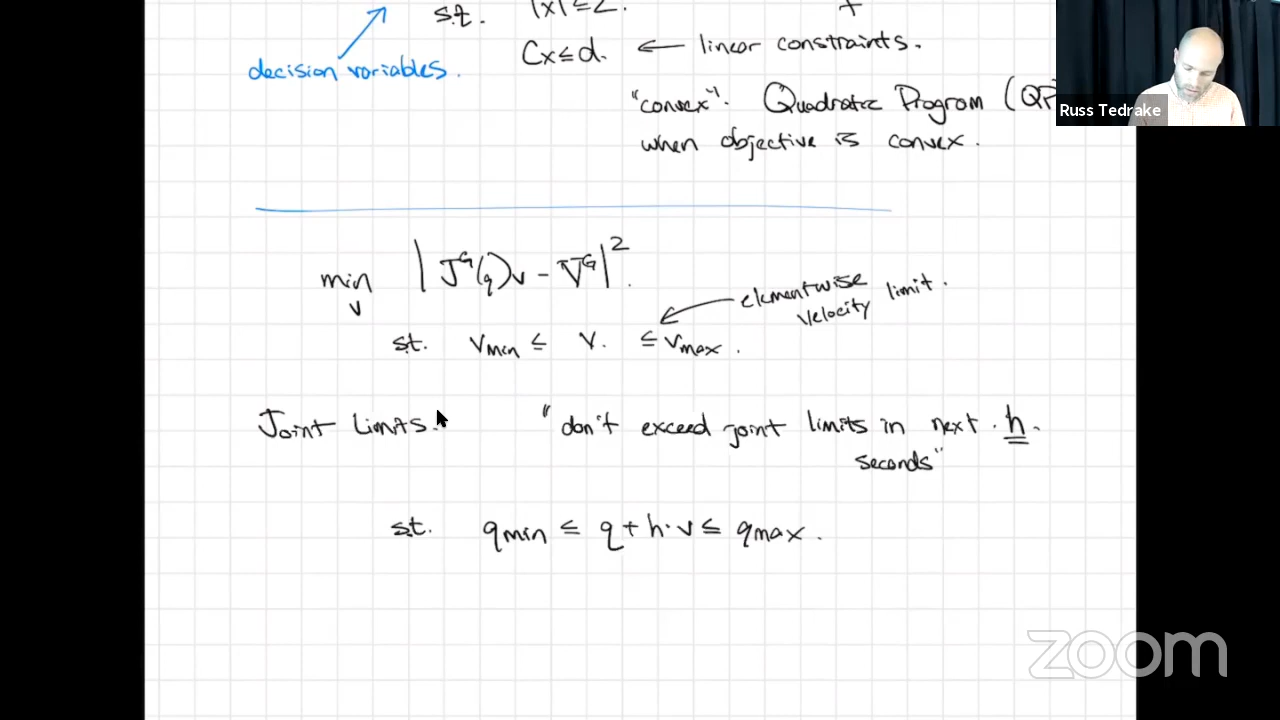 s.t. |x| ≤ 2.
decision variables.
Cx ≤ d. ← linear constraints.
"convex". Quadratic Program (QP
when objective is convex.
Russ Tedrake
min | J^G(q)v - V^G |^2.
v
elementwise
velocity limit.
s.t. v_min ≤ v. ≤ v_max.
Joint Limits. "don't exceed joint limits in next. h.
seconds"
s.t. q_min ≤ q + h·v ≤ q_max.
zoom